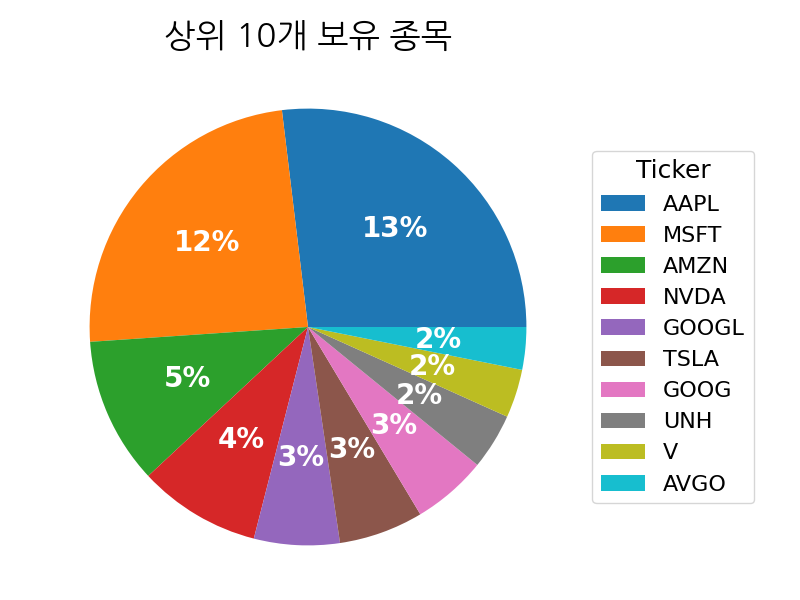 상위 10개 보유 종목
13%
12%
5%
4%
3%
3%
3%
2%
2%
2%
Ticker
AAPL
MSFT
AMZN
NVDA
GOOGL
TSLA
GOOG
UNH
V
AVGO